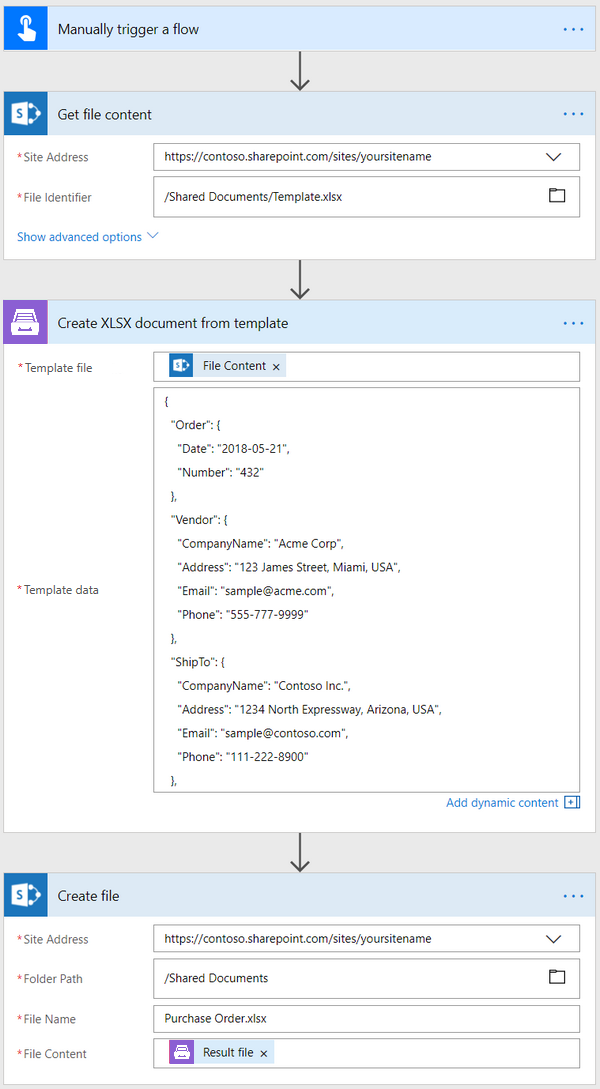 Manually trigger a flow
Get file content
*Site Address https://contoso.sharepoint.com/sites/yoursitename
*File Identifier /Shared Documents/Template.xlsx
Show advanced options
Create XLSX document from template
*Template file File Content ×
*Template data
{
"Order": {
"Date": "2018-05-21",
"Number": "432"
},
"Vendor": {
"CompanyName": "Acme Corp",
"Address": "123 James Street, Miami, USA",
"Email": "sample@acme.com",
"Phone": "555-777-9999"
},
"ShipTo": {
"CompanyName": "Contoso Inc.",
"Address": "1234 North Expressway, Arizona, USA",
"Email": "sample@contoso.com",
"Phone": "111-222-8900"
},
Add dynamic content
Create file
*Site Address https://contoso.sharepoint.com/sites/yoursitename
*Folder Path /Shared Documents
*File Name Purchase Order.xlsx
*File Content Result file ×